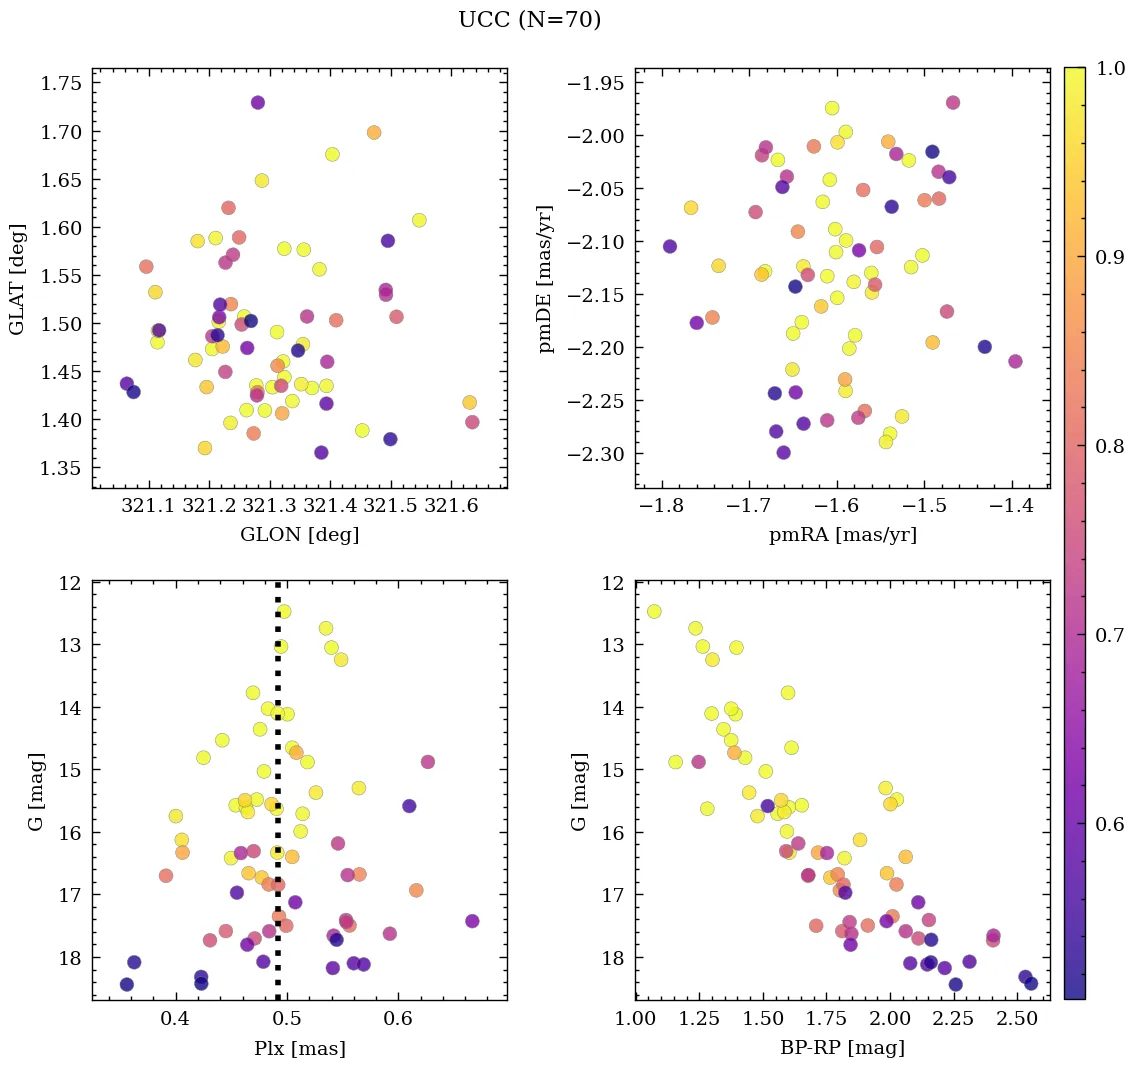 UCC (N=70)
1.75
1.70
1.65
1.60
1.55
1.50
1.45
1.40
1.35
GLAT [deg]
321.1 321.2 321.3 321.4 321.5 321.6
GLON [deg]
−1.95
−2.00
−2.05
−2.10
−2.15
−2.20
−2.25
−2.30
pmDE [mas/yr]
−1.8 −1.7 −1.6 −1.5 −1.4
pmRA [mas/yr]
1.0
0.9
0.8
0.7
0.6
12
13
14
15
16
17
18
G [mag]
0.4 0.5 0.6
Plx [mas]
12
13
14
15
16
17
18
G [mag]
1.00 1.25 1.50 1.75 2.00 2.25 2.50
BP-RP [mag]